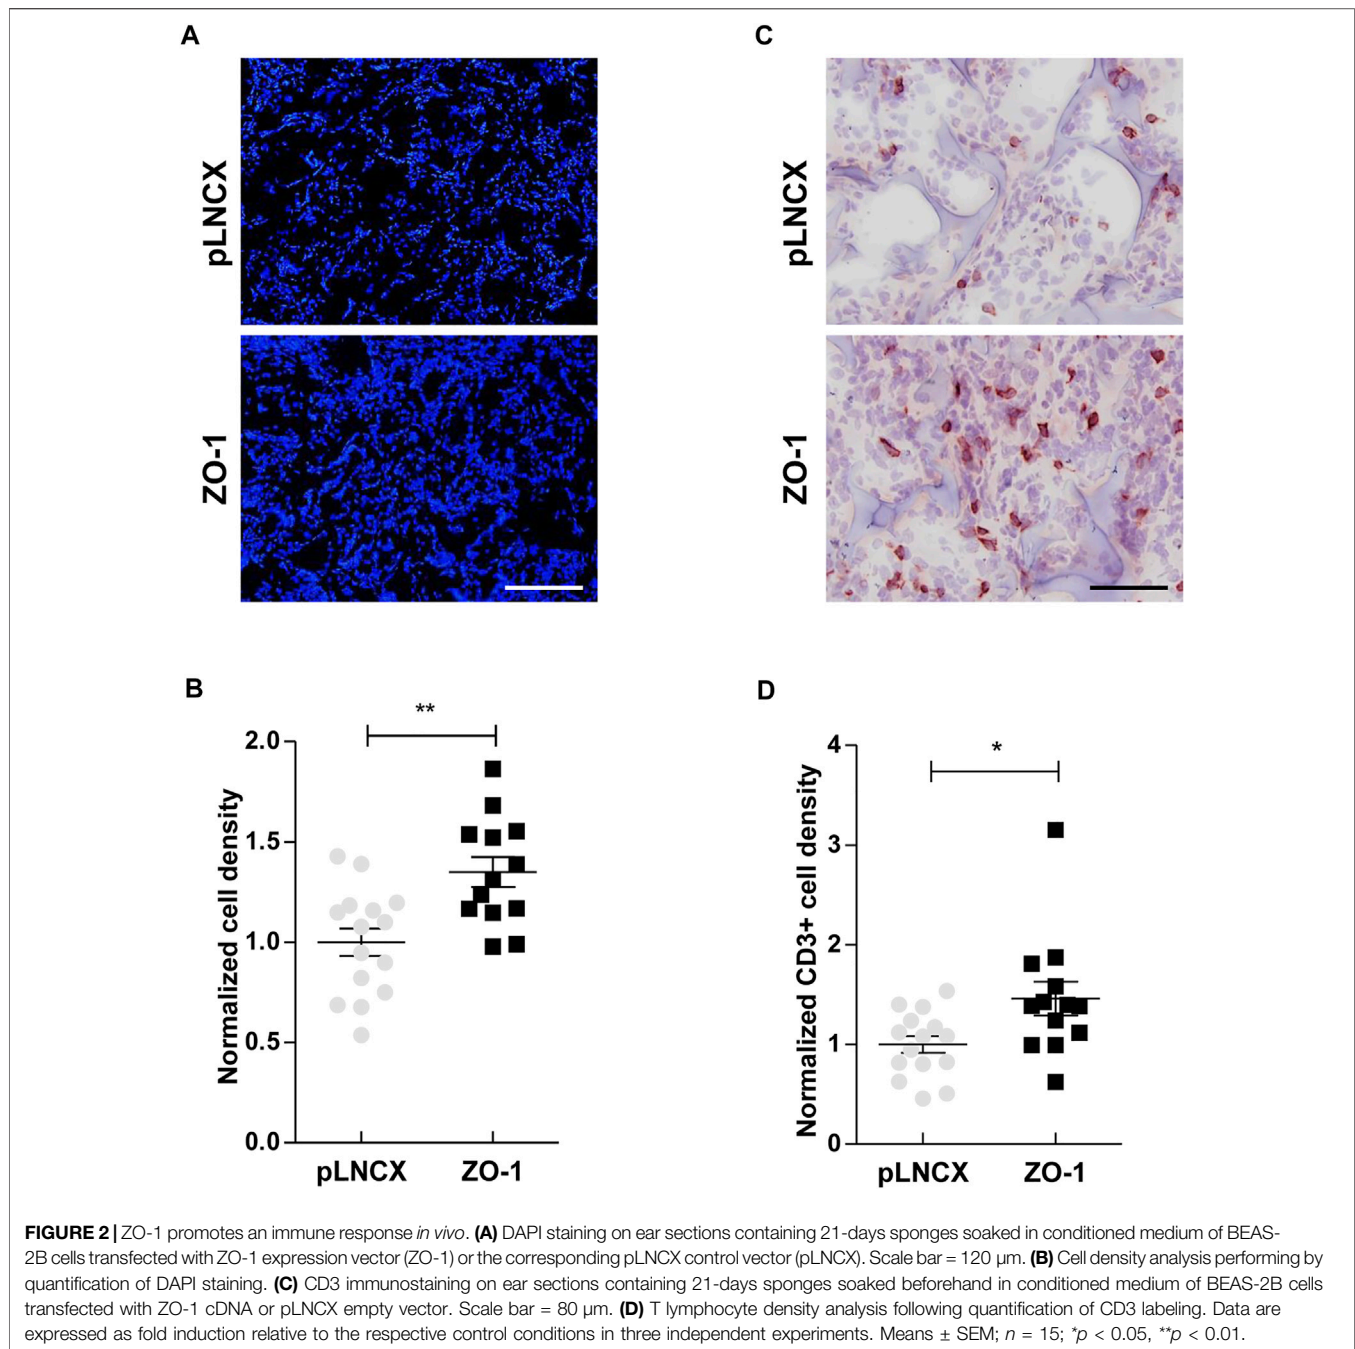 A
C
pLNCX
pLNCX
ZO-1
ZO-1
B
D
**
*
2.0
1.5
1.0
0.5
0.0
Normalized cell density
pLNCX ZO-1
4
3
2
1
0
Normalized CD3+ cell density
pLNCX ZO-1
FIGURE 2 | ZO-1 promotes an immune response in vivo. (A) DAPI staining on ear sections containing 21-days sponges soaked in conditioned medium of BEAS-
2B cells transfected with ZO-1 expression vector (ZO-1) or the corresponding pLNCX control vector (pLNCX). Scale bar = 120 µm. (B) Cell density analysis performing by
quantification of DAPI staining. (C) CD3 immunostaining on ear sections containing 21-days sponges soaked beforehand in conditioned medium of BEAS-2B cells
transfected with ZO-1 cDNA or pLNCX empty vector. Scale bar = 80 µm. (D) T lymphocyte density analysis following quantification of CD3 labeling. Data are
expressed as fold induction relative to the respective control conditions in three independent experiments. Means ± SEM; n = 15; *p < 0.05, **p < 0.01.